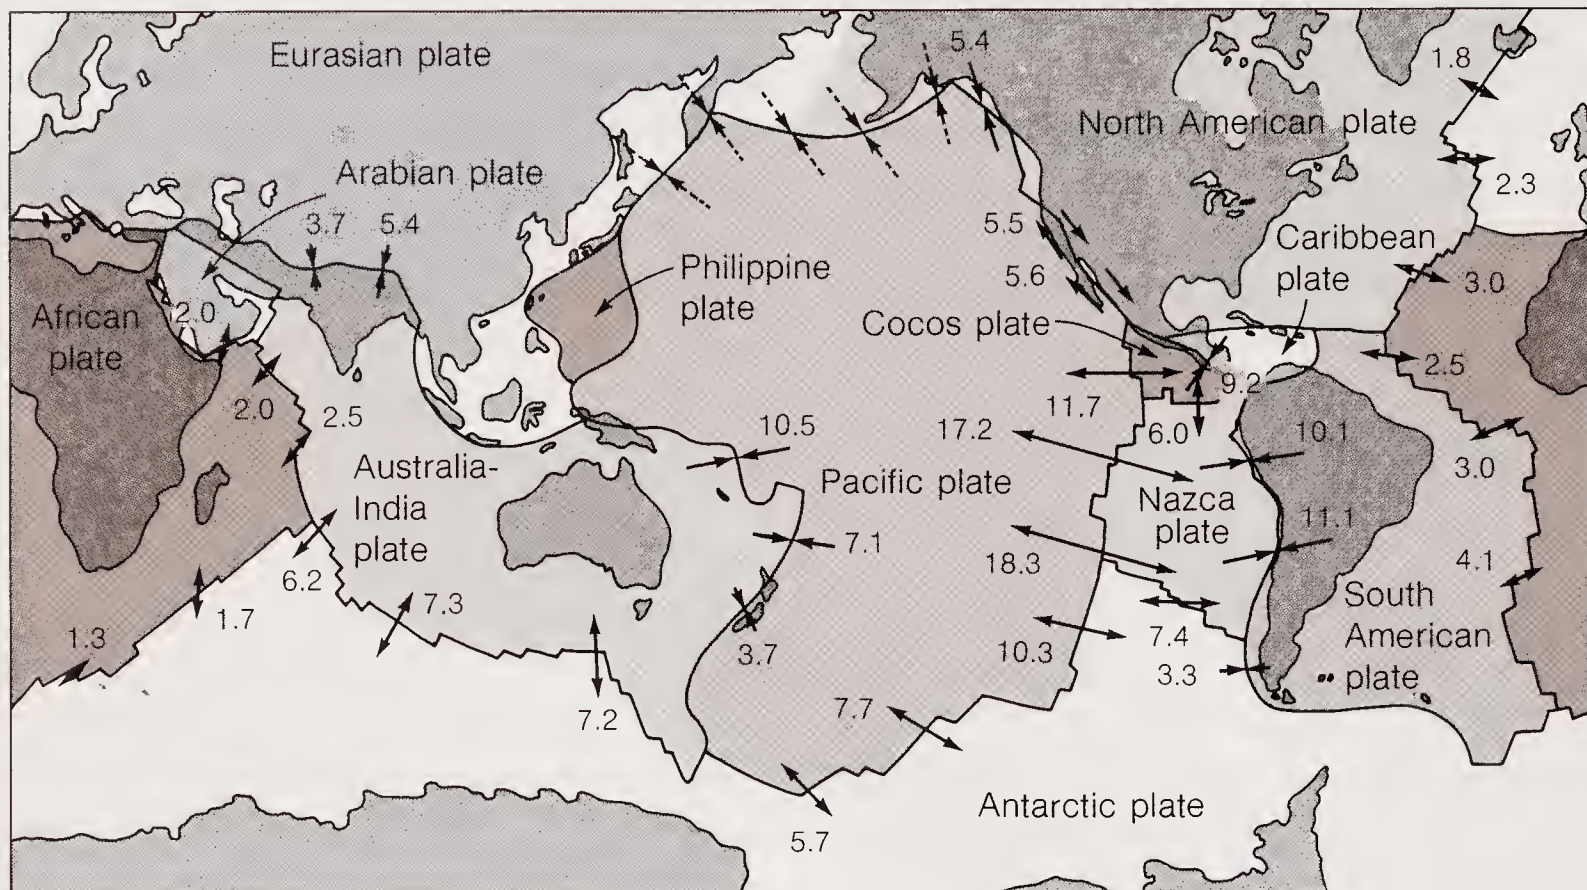 5.4
1.8
Eurasian plate
North American plate
Arabian plate
2.3
3.7
5.4
5.5
Caribbean
plate
Philippine
plate
5.6
3.0
2.0
African
plate
Cocos plate
2.5
9.2
2.0
2.5
11.7
10.5
17.2
6.0
10.1
3.0
Australia-
India
plate
Pacific plate
Nazca
plate
11.1
7.1
18.3
6.2
4.1
1.7
7.3
South
American
plate
1.3
3.7
10.3
7.4
3.3
7.2
7.7
Antarctic plate
5.7